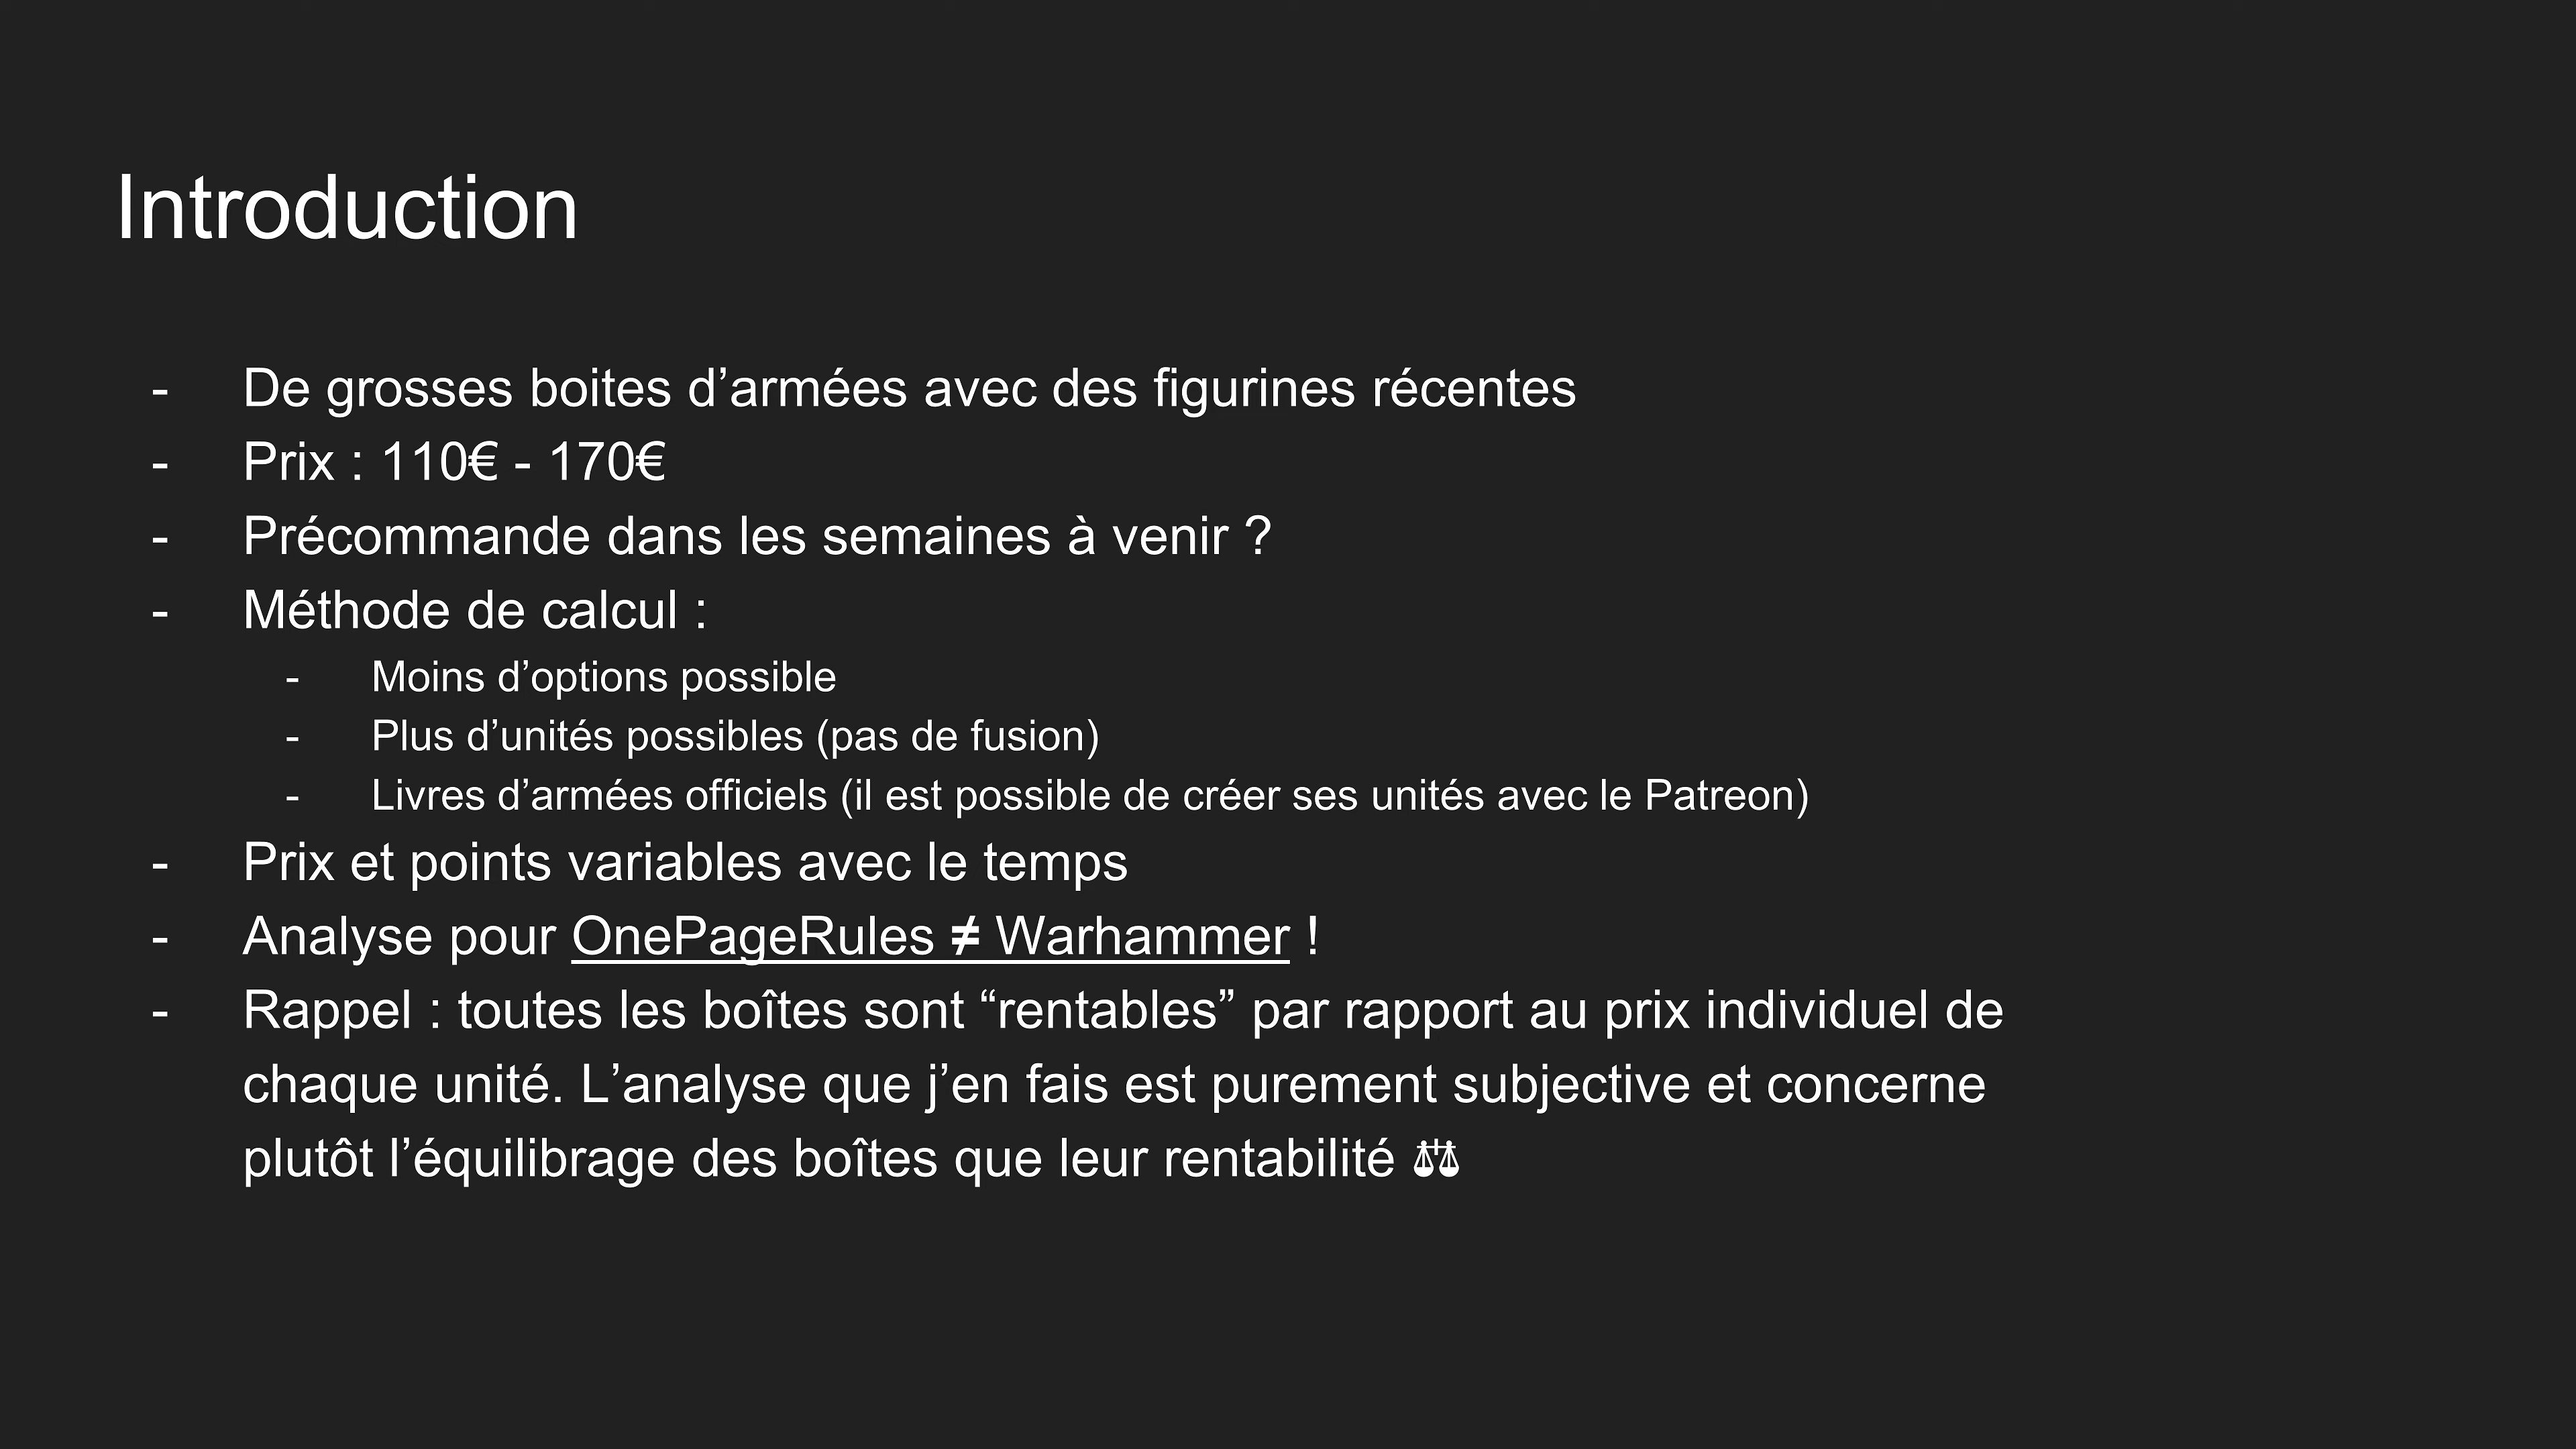 Introduction
- De grosses boites d’armées avec des figurines récentes
- Prix : 110€ - 170€
- Précommande dans les semaines à venir ?
- Méthode de calcul :
- Moins d’options possible
- Plus d’unités possibles (pas de fusion)
- Livres d’armées officiels (il est possible de créer ses unités avec le Patreon)
- Prix et points variables avec le temps
- Analyse pour OnePageRules ≠ Warhammer !
- Rappel : toutes les boîtes sont “rentables” par rapport au prix individuel de
chaque unité. L’analyse que j’en fais est purement subjective et concerne
plutôt l’équilibrage des boîtes que leur rentabilité ⚖⚖